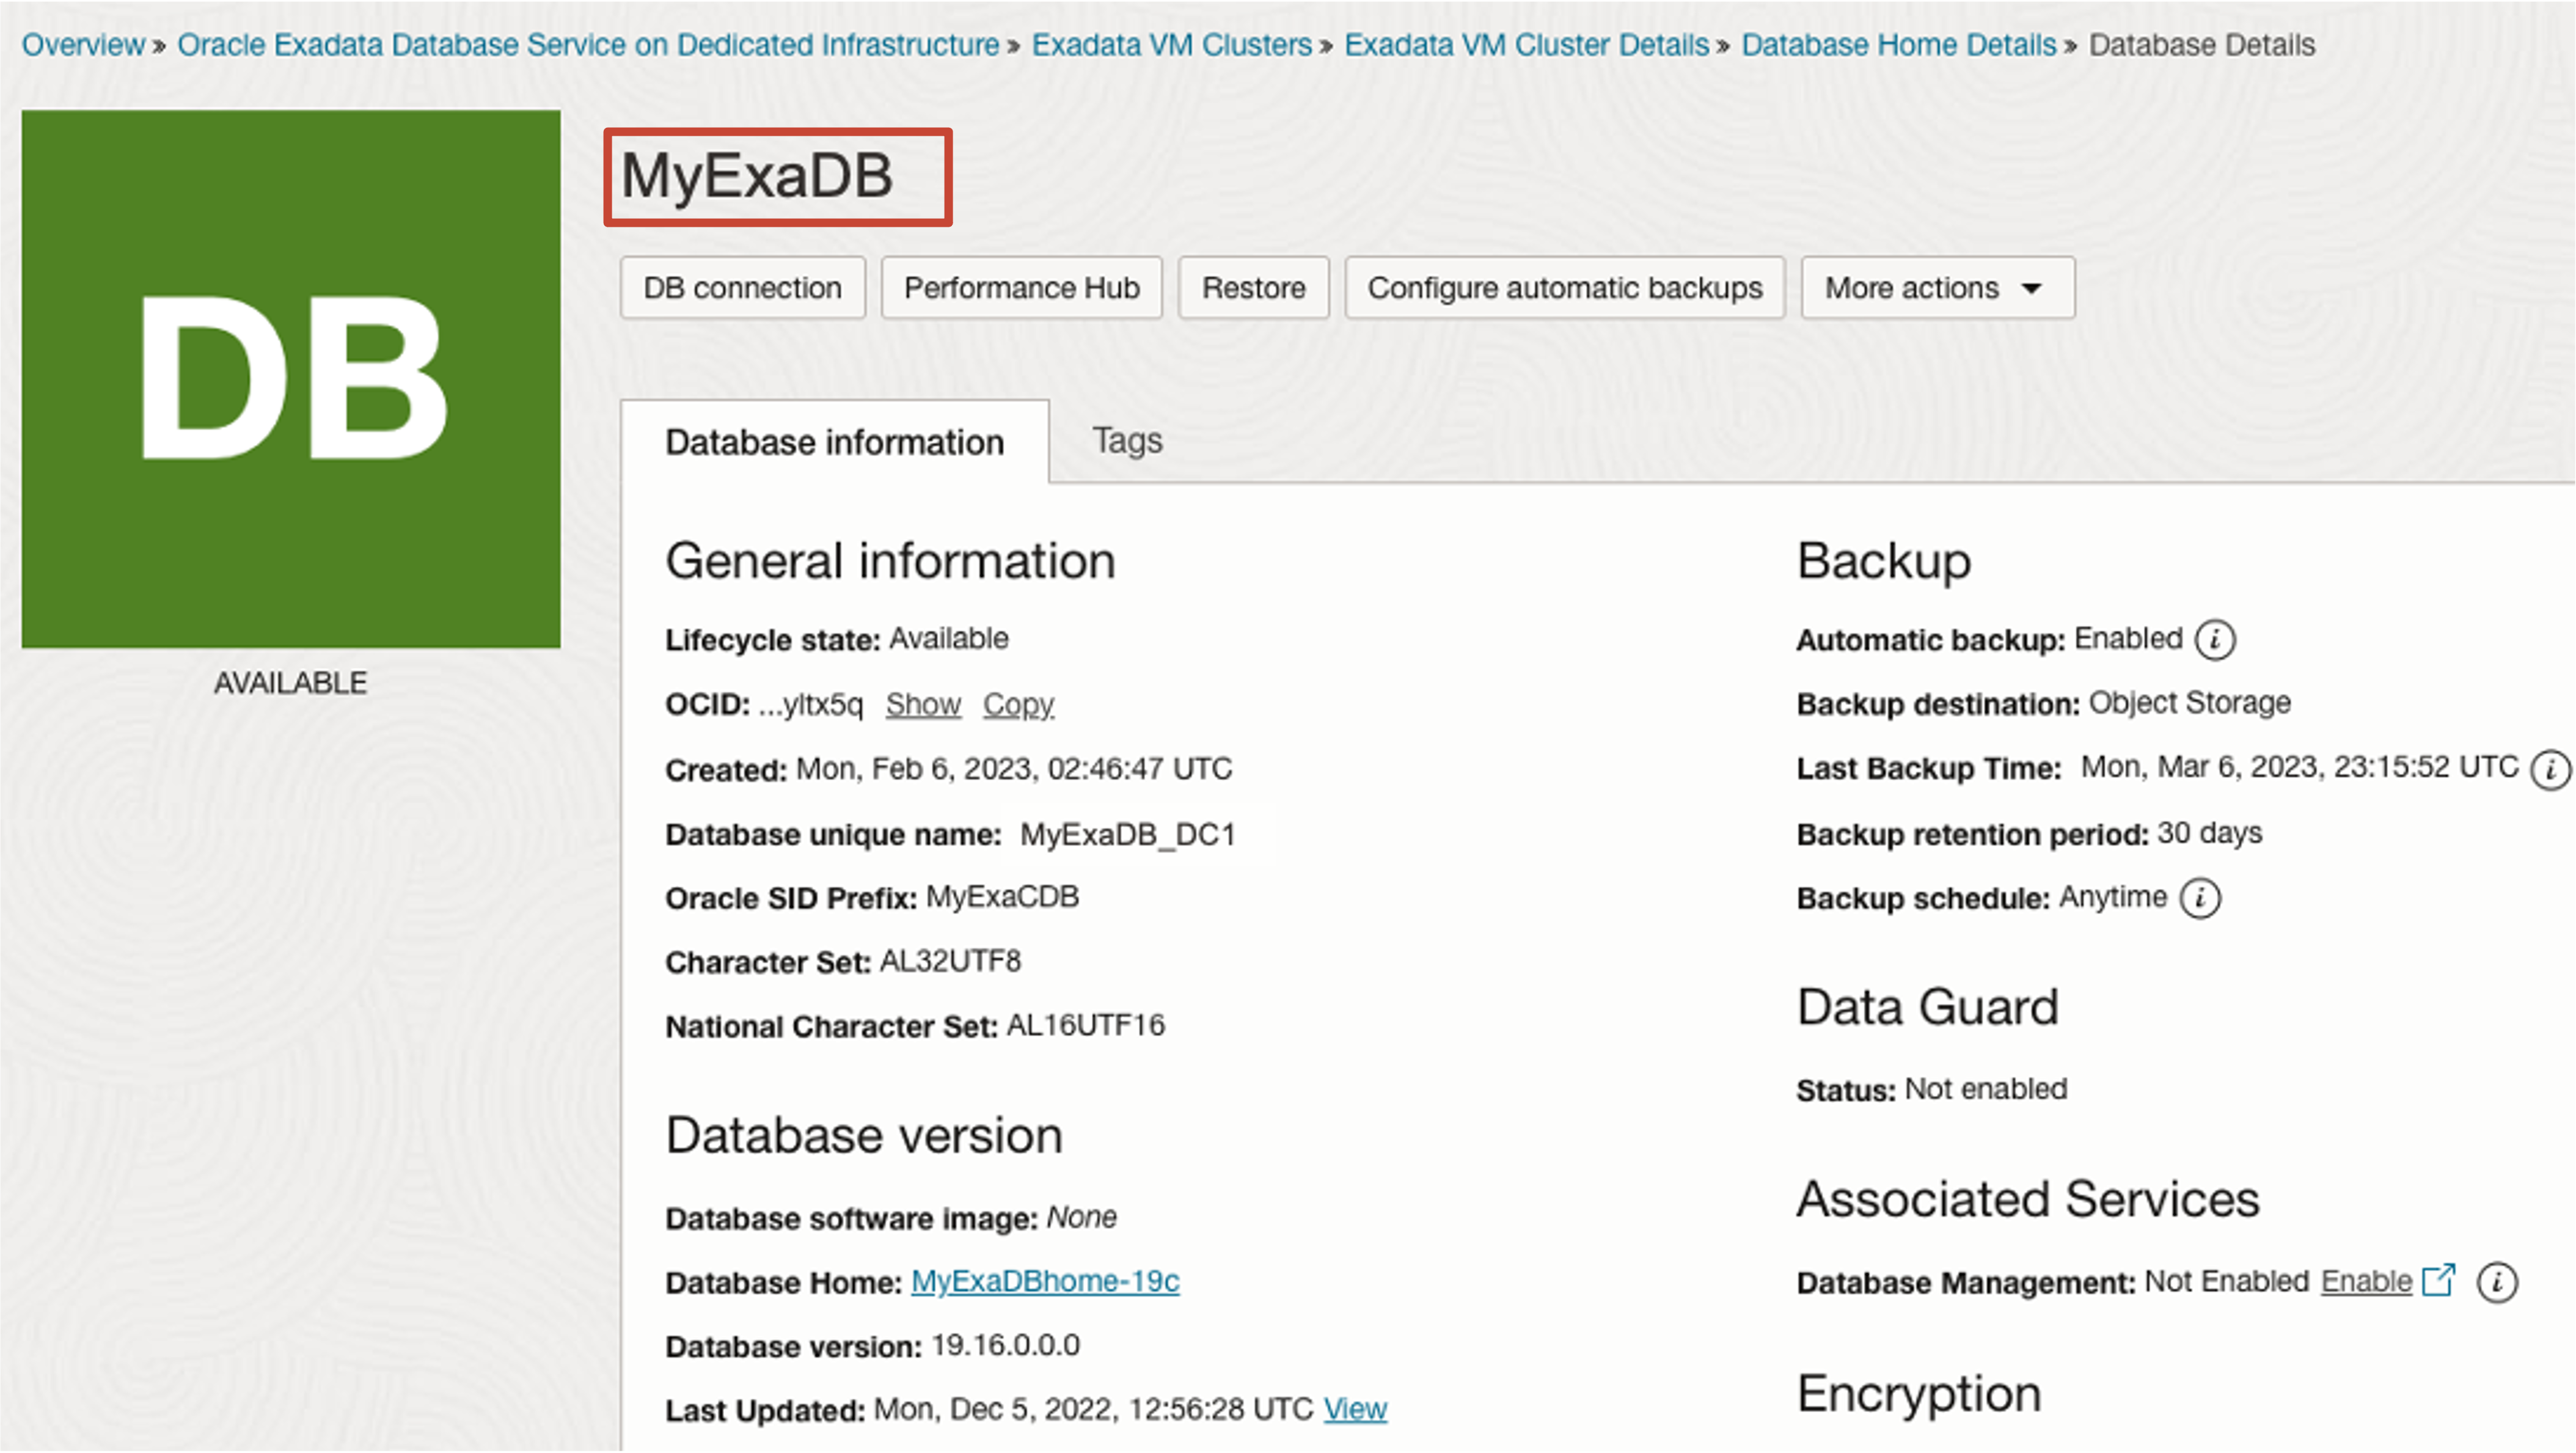 Overview » Oracle Exadata Database Service on Dedicated Infrastructure » Exadata VM Clusters » Exadata VM Cluster Details » Database Home Details » Database Details
DB
AVAILABLE
MyExaDB
DB connection
Performance Hub
Restore
Configure automatic backups
More actions
Database information
Tags
General information
Lifecycle state: Available
OCID: ...yltx5q Show Copy
Created: Mon, Feb 6, 2023, 02:46:47 UTC
Database unique name: MyExaDB_DC1
Oracle SID Prefix: MyExaCDB
Character Set: AL32UTF8
National Character Set: AL16UTF16
Database version
Database software image: None
Database Home: MyExaDBhome-19c
Database version: 19.16.0.0.0
Last Updated: Mon, Dec 5, 2022, 12:56:28 UTC View
Backup
Automatic backup: Enabled i
Backup destination: Object Storage
Last Backup Time: Mon, Mar 6, 2023, 23:15:52 UTC i
Backup retention period: 30 days
Backup schedule: Anytime i
Data Guard
Status: Not enabled
Associated Services
Database Management: Not Enabled Enable i
Encryption